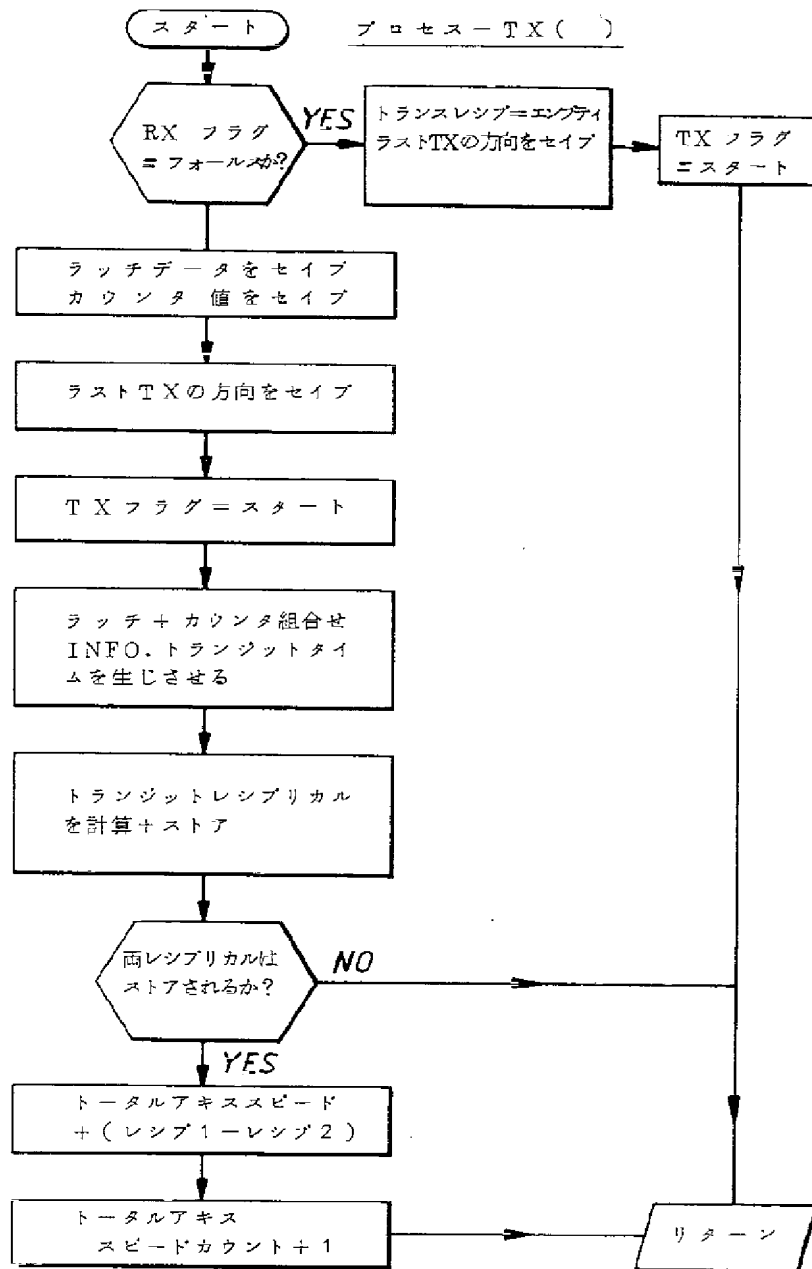 スタート
プロセス－TX( )
RX フラグ
＝フォールスか?
YES
トランスレシプ＝エンプティ
ラストTXの方向をセイブ
TX フラグ
＝スタート
ラッチデータをセイブ
カウンタ 値をセイブ
ラストTXの方向をセイブ
TXフラグ＝スタート
ラッチ＋カウンタ組合せ
INFO.トランジットタイ
ムを生じさせる
トランジットレシプリカル
を計算＋ストア
両レシプリカルは
ストアされるか?
NO
YES
トータルアキススピード
＋(レシプ1－レシプ2)
トータルアキス
スピードカウント＋1
リターン